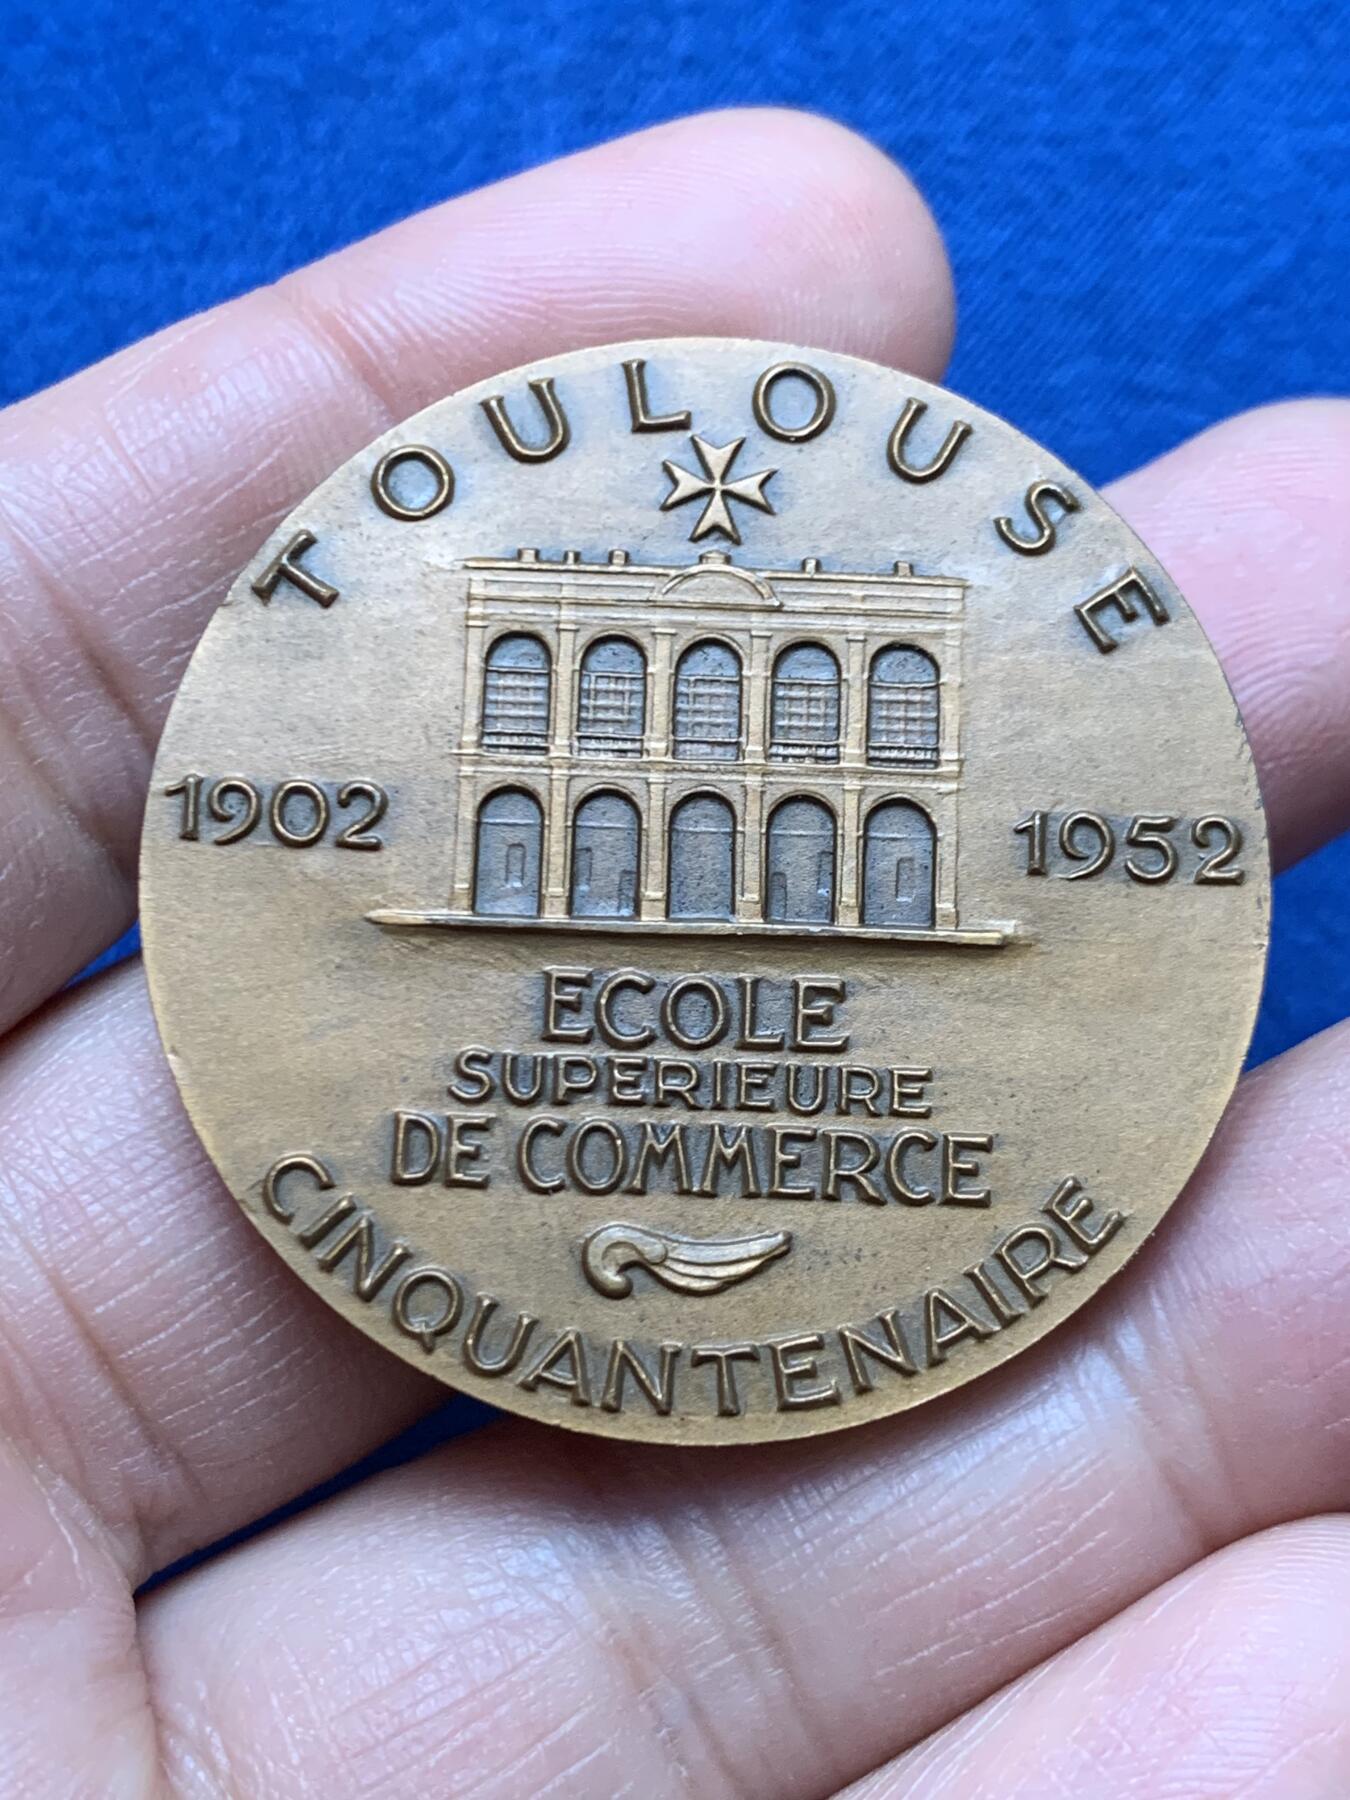 TOULOUSE
1902 1952
ECOLE
SUPERIEURE
DE COMMERCE
CINQUANTENAIRE